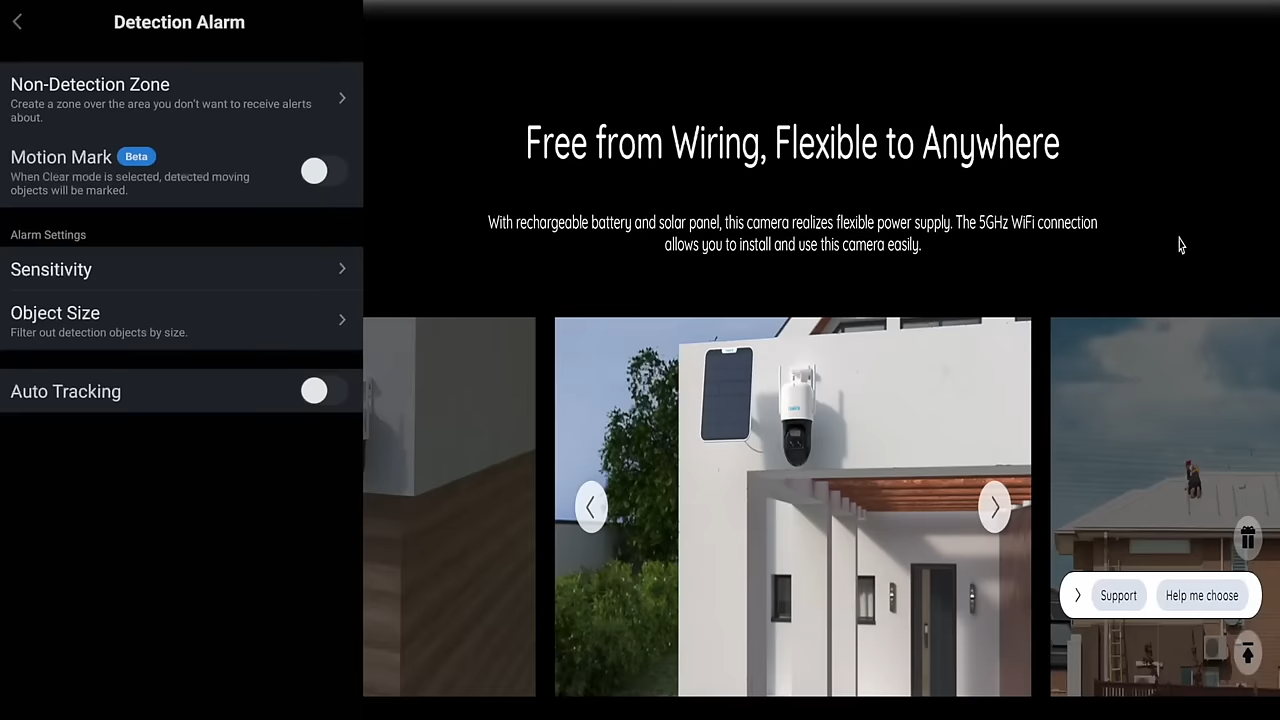 Detection Alarm
Non-Detection Zone
Create a zone over the area you don't want to receive alerts
about.
Motion Mark Beta
When Clear mode is selected, detected moving
objects will be marked.
Alarm Settings
Sensitivity
Object Size
Filter out detection objects by size.
Auto Tracking
Free from Wiring, Flexible to Anywhere
With rechargeable battery and solar panel, this camera realizes flexible power supply. The 5GHz WiFi connection
allows you to install and use this camera easily.
Support
Help me choose